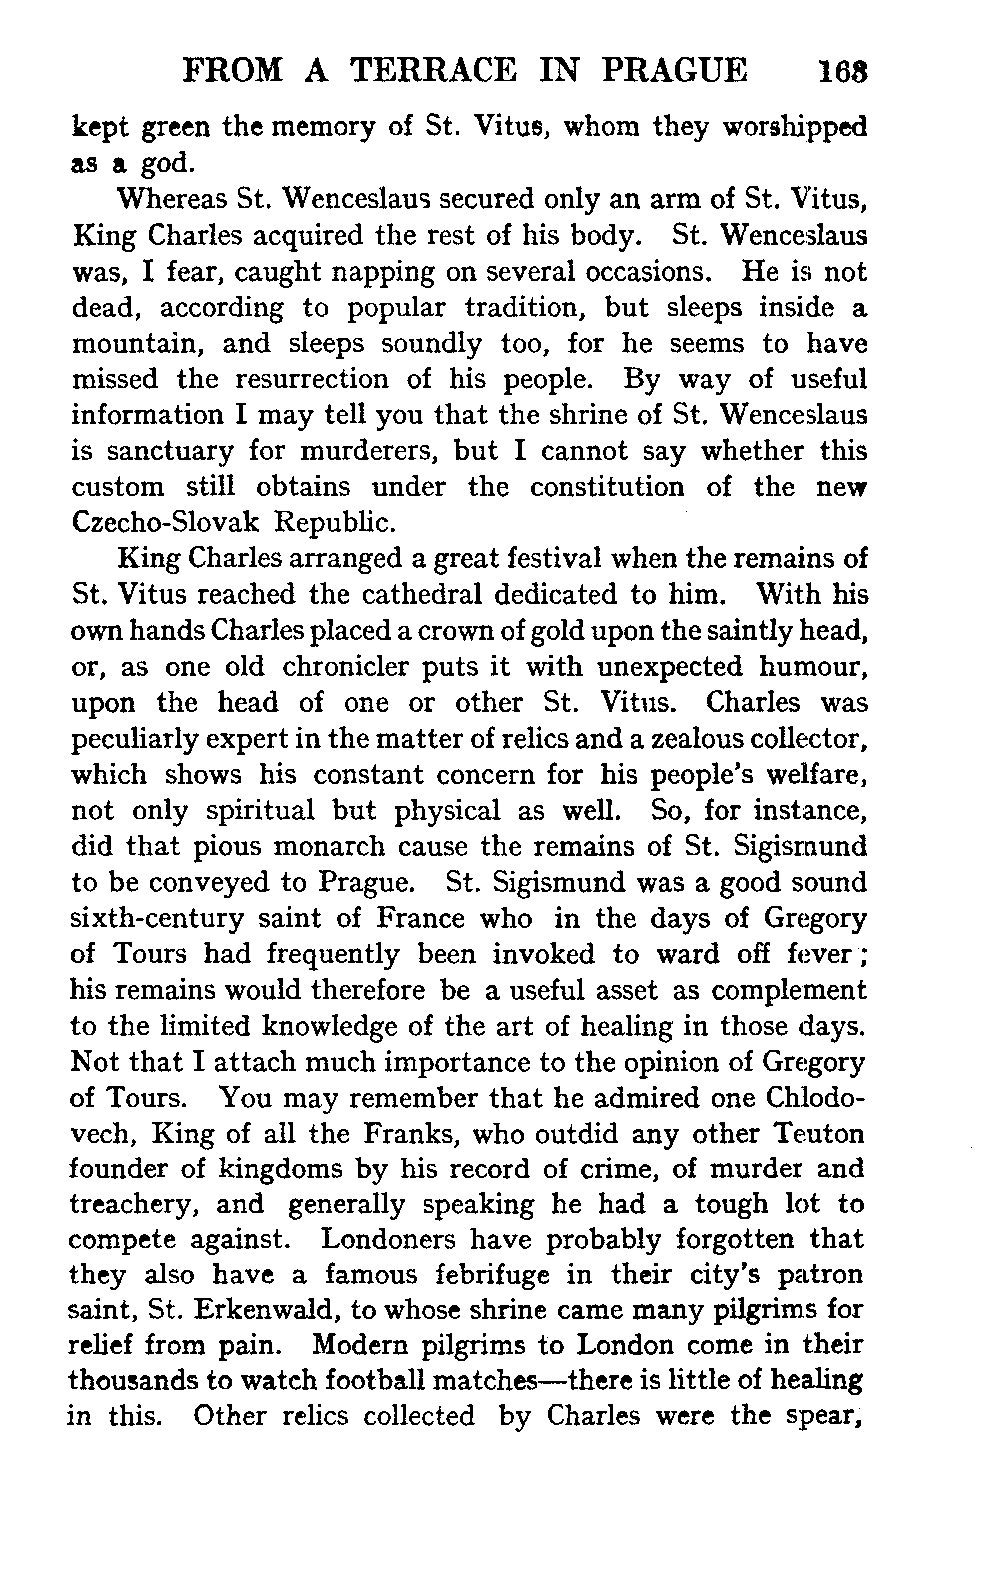 FROM A TERRACE IN PRAGUE 163
kept green the memory of St. Vitus, whom they worshipped
as a god.
Whereas St. Wenceslaus secured only an arm of St. Vitus,
King Charles acquired the rest of his body. St. Wenceslaus
was, I fear, caught napping on several occasions. He is not
dead, according to popular tradition, but sleeps inside a
mountain, and sleeps soundly too, for he seems to have
missed the resurrection of his people. By way of useful
information I may tell you that the shrine of St. Wenceslaus
is sanctuary for murderers, but I cannot say whether this
custom still obtains under the constitution of the new
Czecho-Slovak Republic.
King Charles arranged a great festival when the remains of
St. Vitus reached the cathedral dedicated to him. With his
own hands Charles placed a crown of gold upon the saintly head,
or, as one old chronicler puts it with unexpected humour,
upon the head of one or other St. Vitus. Charles was
peculiarly expert in the matter of relics and a zealous collector,
which shows his constant concern for his people's welfare,
not only spiritual but physical as well. So, for instance,
did that pious monarch cause the remains of St. Sigismund
to be conveyed to Prague. St. Sigismund was a good sound
sixth-century saint of France who in the days of Gregory
of Tours had frequently been invoked to ward off fever;
his remains would therefore be a useful asset as complement
to the limited knowledge of the art of healing in those days.
Not that I attach much importance to the opinion of Gregory
of Tours. You may remember that he admired one Chlodo-
vech, King of all the Franks, who outdid any other Teuton
founder of kingdoms by his record of crime, of murder and
treachery, and generally speaking he had a tough lot to
compete against. Londoners have probably forgotten that
they also have a famous febrifuge in their city's patron
saint, St. Erkenwald, to whose shrine came many pilgrims for
relief from pain. Modern pilgrims to London come in their
thousands to watch football matches—there is little of healing
in this. Other relics collected by Charles were the spear,